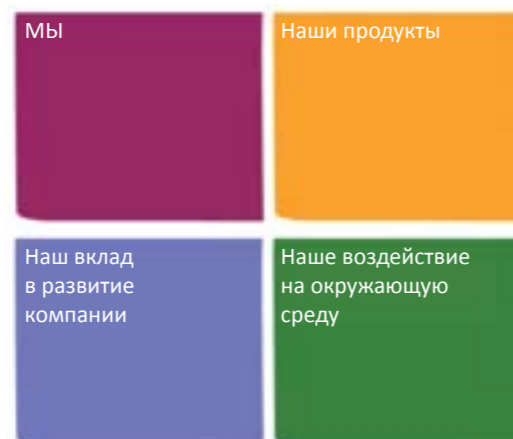 МЫ
Наши продукты
Наш вклад
в развитие
компании
Наше воздействие
на окружающую
среду